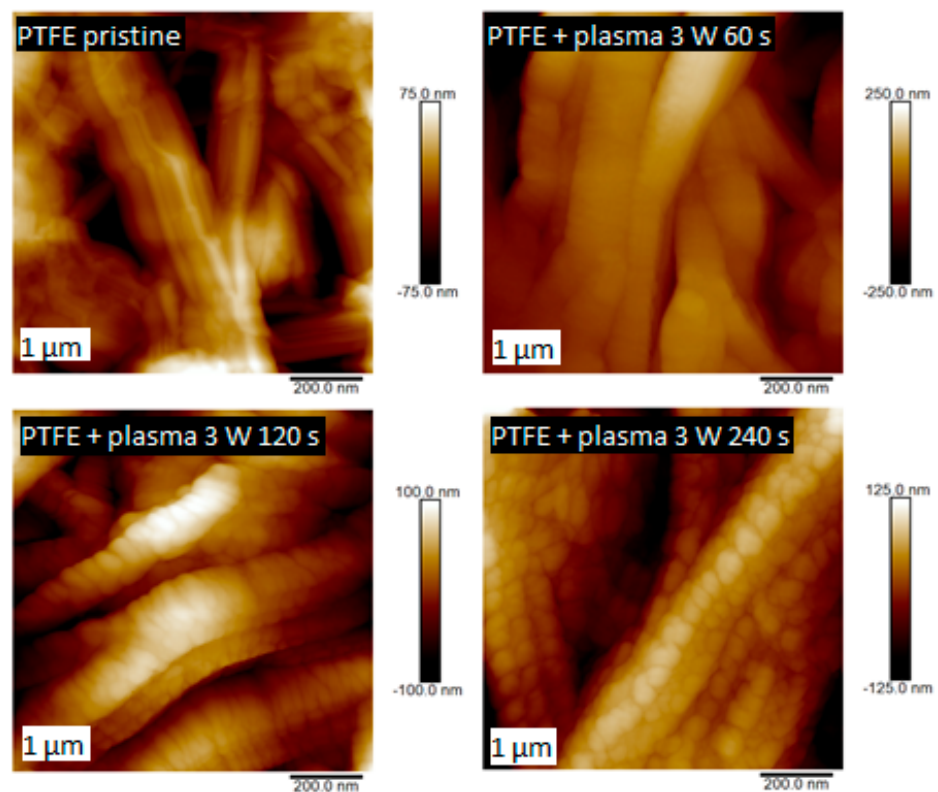 PTFE pristine
75.0 nm
-75.0 nm
1 µm
200.0 nm
PTFE + plasma 3 W 60 s
250.0 nm
-250.0 nm
1 µm
200.0 nm
PTFE + plasma 3 W 120 s
100.0 nm
-100.0 nm
1 µm
200.0 nm
PTFE + plasma 3 W 240 s
125.0 nm
-125.0 nm
1 µm
200.0 nm